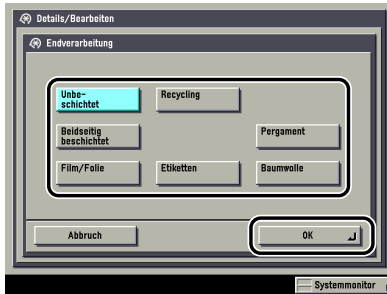 Details/Bearbeiten
Endverarbeitung
Unbe-
schichtet
Recycling
Beidseitig
beschichtet
Pergament
Film/Folie
Etiketten
Baumwolle
Abbruch
OK
Systemmonitor